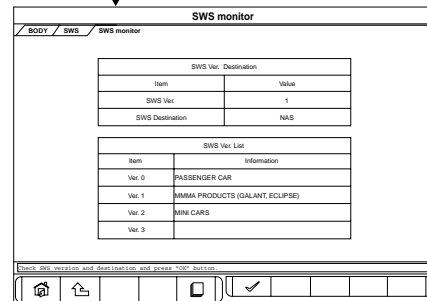 SWS monitor
BODY SWS SWS monitor
SWS Ver. Destination
Item Value
SWS Ver. 1
SWS Destination NAS
SWS Ver. List
Item Information
Ver. 0 PASSENGER CAR
Ver. 1 MMMA PRODUCTS (GALANT, ECLIPSE)
Ver. 2 MINI CARS
Ver. 3
Check SWS version and destination and press "OK" button.